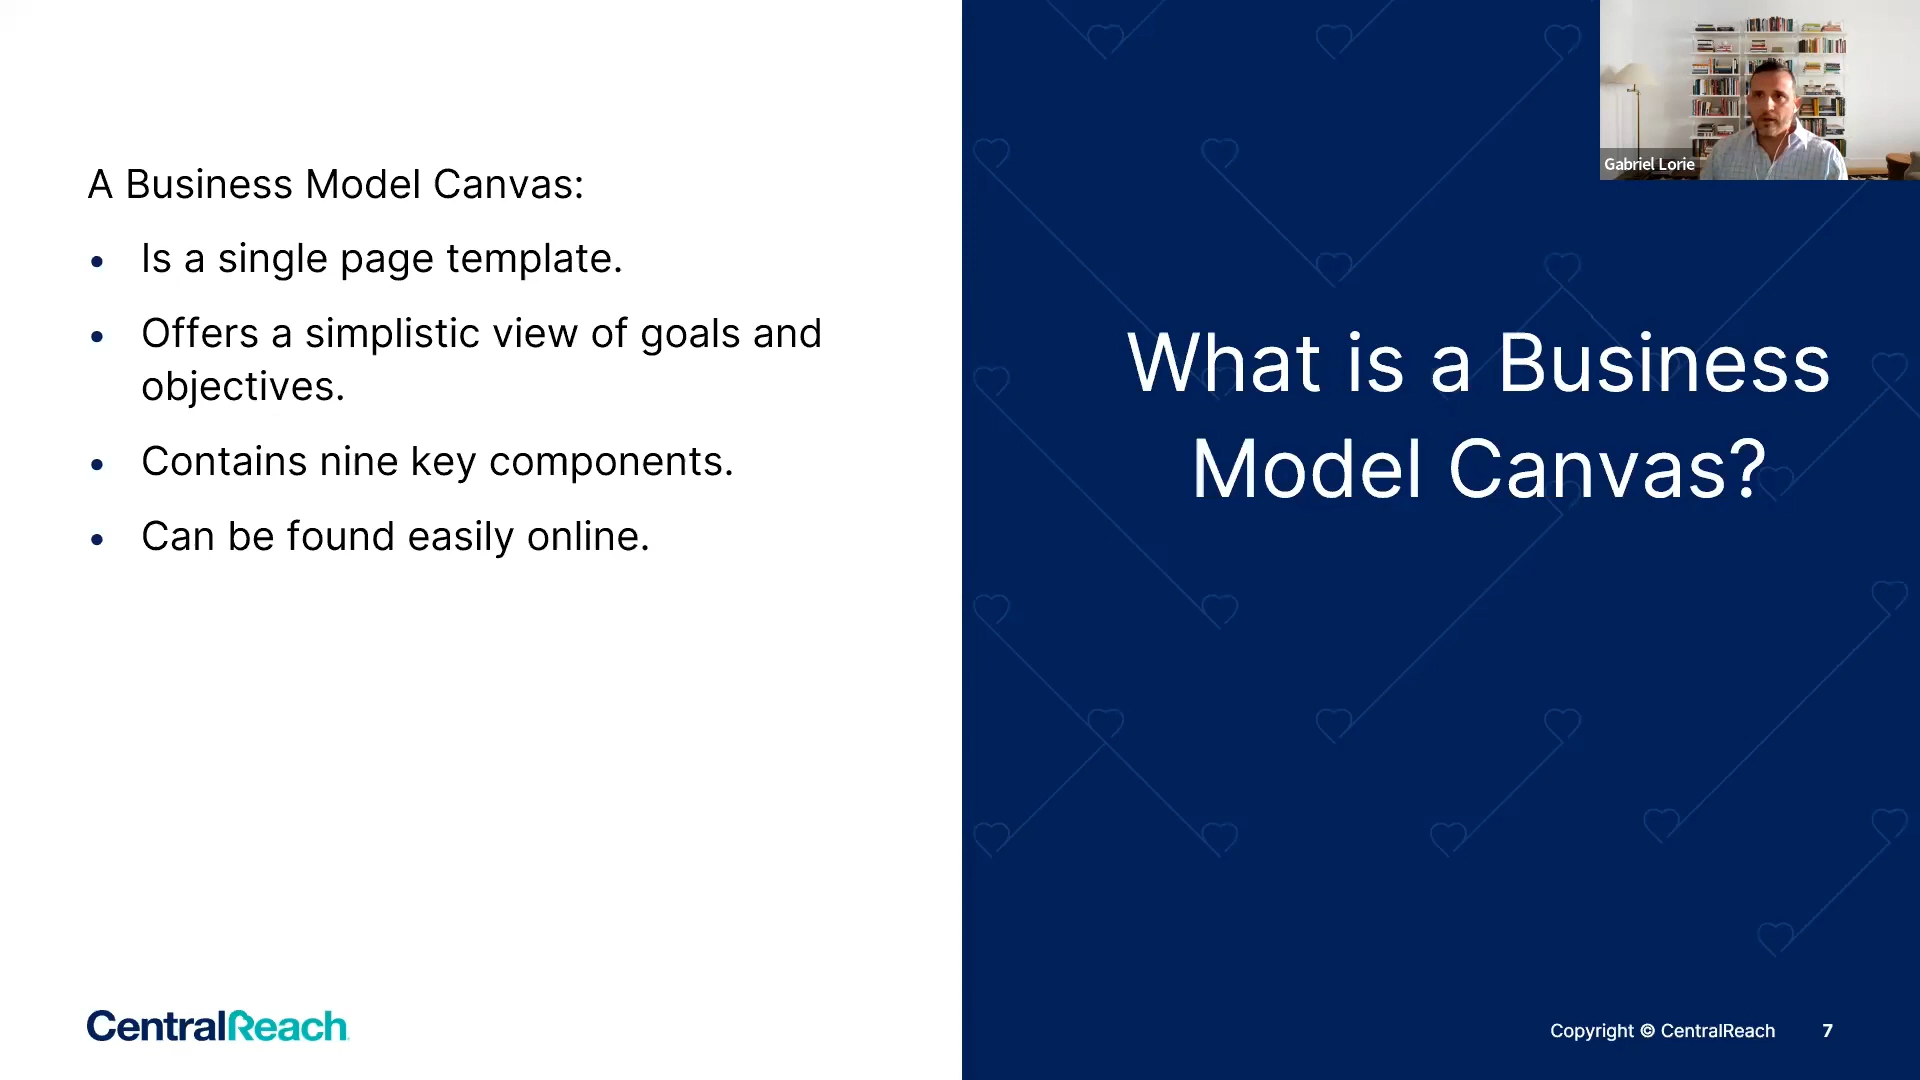 A Business Model Canvas:
• Is a single page template.
• Offers a simplistic view of goals and
objectives.
• Contains nine key components.
• Can be found easily online.
What is a Business
Model Canvas?
Gabriel Lorie
CentralReach
Copyright © CentralReach 7